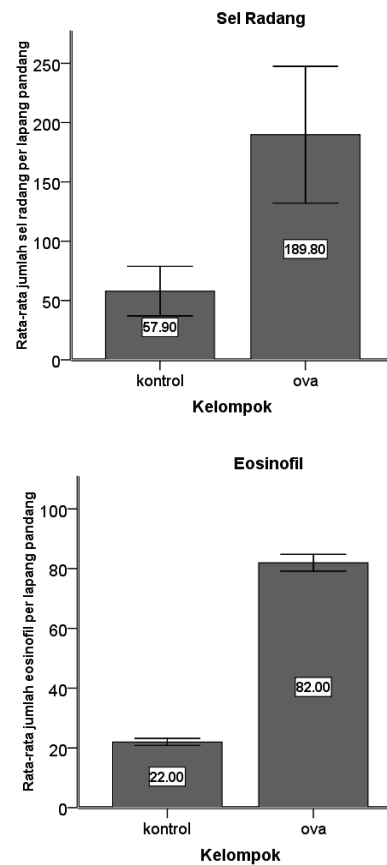 Sel Radang
Rata-rata jumlah sel radang per lapang pandang
250
200
150
100
50
0
57.90
189.80
kontrol
ova
Kelompok
Eosinofil
Rata-rata jumlah eosinofil per lapang pandang
100
80
60
40
20
0
22.00
82.00
kontrol
ova
Kelompok